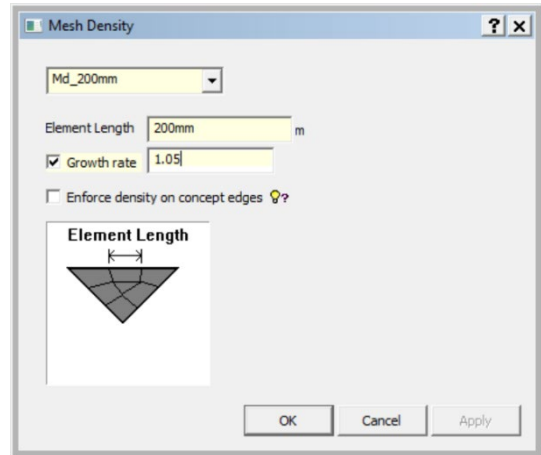 Mesh Density
Md_200mm
Element Length 200mm m
Growth rate 1.05
Enforce density on concept edges ?
Element Length
OK Cancel Apply